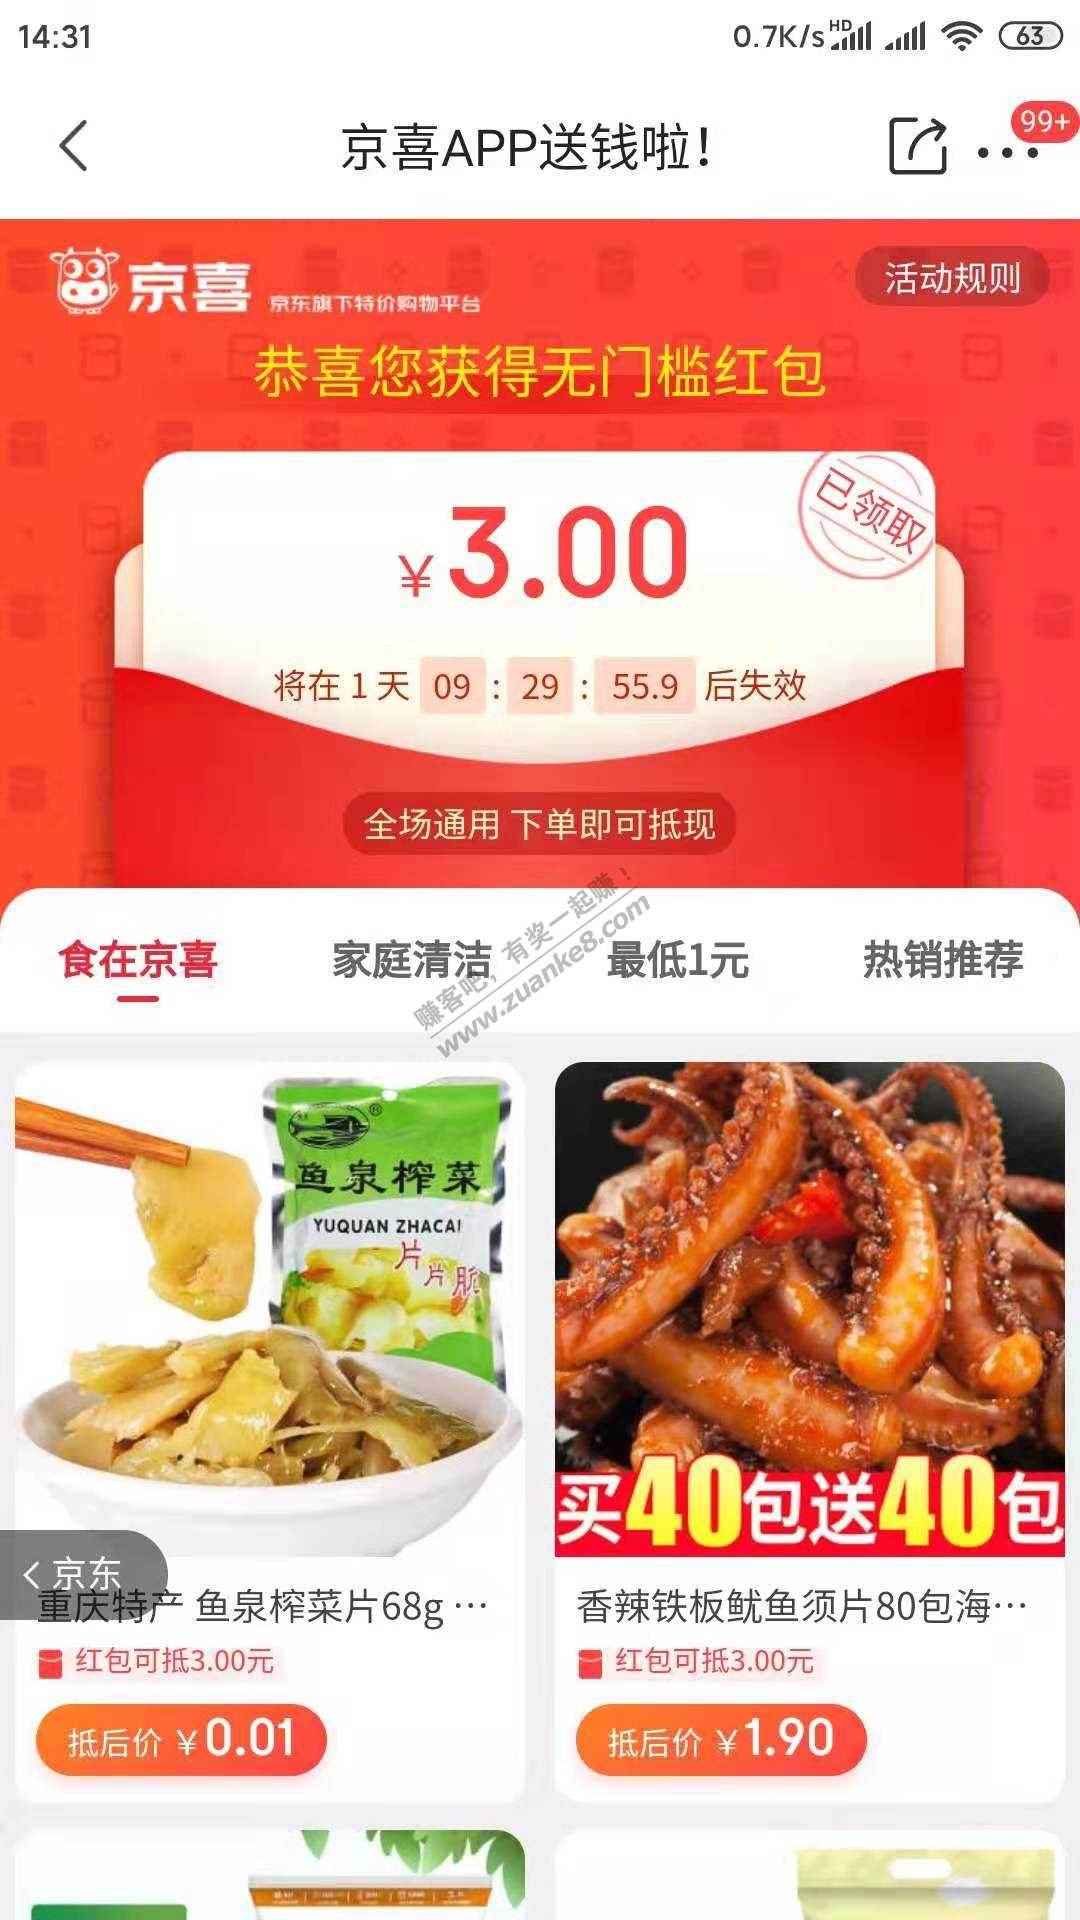 14:31
0.7K/s HD 63
京喜APP送钱啦!
99+
京喜 京东旗下特价购物平台
活动规则
恭喜您获得无门槛红包
已领取
¥3.00
将在 1 天 09 : 29 : 55.9 后失效
全场通用 下单即可抵现
赚客吧,有奖一起赚!
www.zuanke8.com
食在京喜 家庭清洁 最低1元 热销推荐
鱼泉榨菜
YUQUAN ZHACAI
片片脆
买40包送40包
京东
重庆特产 鱼泉榨菜片68g ···
香辣铁板鱿鱼须片80包海···
红包可抵3.00元
红包可抵3.00元
抵后价 ¥0.01
抵后价 ¥1.90